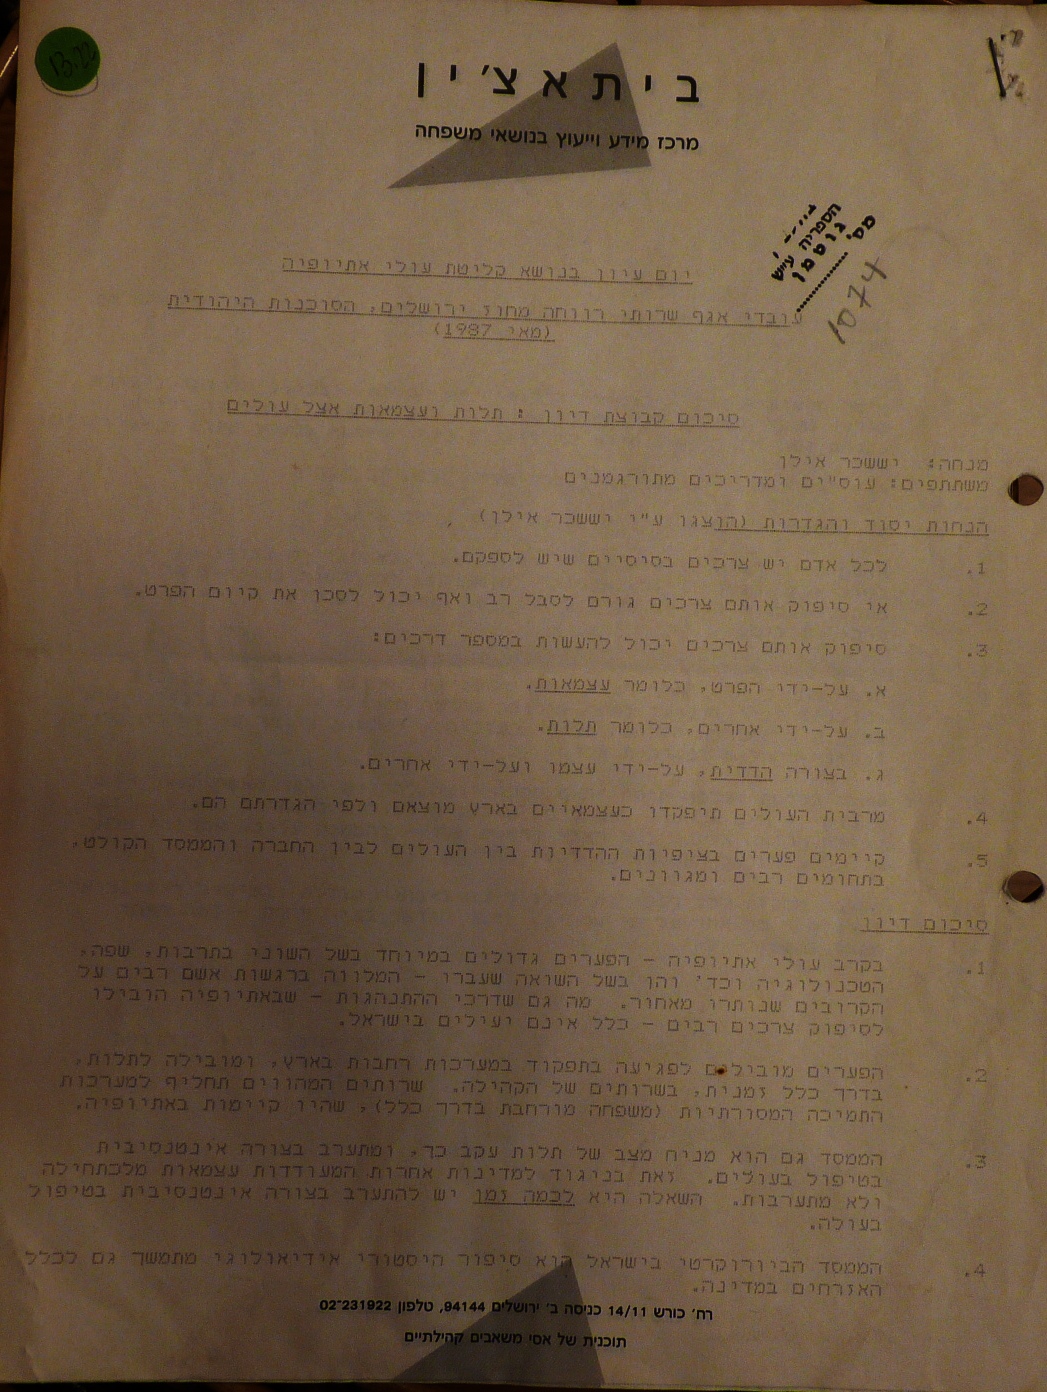 13.23
בית אצ'ין
מרכז מידע וייעוץ בנושאי משפחה
הספריה ע"ש
גוטמן
מס'
1074
יום עיון בנושא קליטת עולי אתיופיה
עובדי אגף שרותי רווחה מחוז ירושלים, הסוכנות היהודית
(מאי 1987)
סיכום קבוצת דיון : תלות ועצמאות אצל עולים
מנחה: יששכר אילן
משתתפים: עוס"ים ומדריכים מתורגמנים
הנחות יסוד והגדרות (הוצגו ע"י יששכר אילן)
1. לכל אדם יש צרכים בסיסיים שיש לספקם.
2. אי סיפוק אותם צרכים גורם לסבל רב ואף יכול לסכן את קיום הפרט.
3. סיפוק אותם צרכים יכול להעשות במספר דרכים:
א. על-ידי הפרט, כלומר עצמאות.
ב. על-ידי אחרים, כלומר תלות.
ג. בצורה הדדית, על-ידי עצמו ועל-ידי אחרים.
4. מרבית העולים תיפקדו כעצמאויים בארץ מוצאם ולפי הגדרתם הם.
5. קיימים פערים בציפיות ההדדיות בין העולים לבין החברה והממסד הקולט,
בתחומים רבים ומגוונים.
סיכום דיון
1. בקרב עולי אתיופיה - הפערים גדולים במיוחד בשל השוני בתרבות, שפה,
הטכנולוגיה וכד' והן בשל השואה שעברו - המלווה ברגשות אשם רבים על
הקרובים שנותרו מאחור. מה גם שדרכי ההתנהגות - שבאתיופיה הובילו
לסיפוק צרכים רבים - כלל אינם יעילים בישראל.
2. הפערים מובילים לפגיעה בתפקוד במערכות רחבות בארץ, ומובילה לתלות,
בדרך כלל זמנית, בשרותים של הקהילה. שרותים המהווים תחליף למערכות
התמיכה המסורתיות (משפחה מורחבת בדרך כלל), שהיו קיימות באתיופיה.
3. הממסד גם הוא מניח מצב של תלות עקב כך, ומתערב בצורה אינטנסיבית
בטיפול בעולים. זאת בניגוד למדינות אחרות המעודדות עצמאות מלכתחילה
ולא מתערבות. השאלה היא לכמה זמן יש להתערב בצורה אינטנסיבית בטיפול
בעולה.
4. הממסד הביורוקרטי בישראל הוא סיפור היסטורי אידיאולוגי מתמשך גם לכלל
האזרחים במדינה.
רח' כורש 14/11 כניסה ב' ירושלים 94144, טלפון 02-231922
תוכנית של אסי משאבים קהילתיים